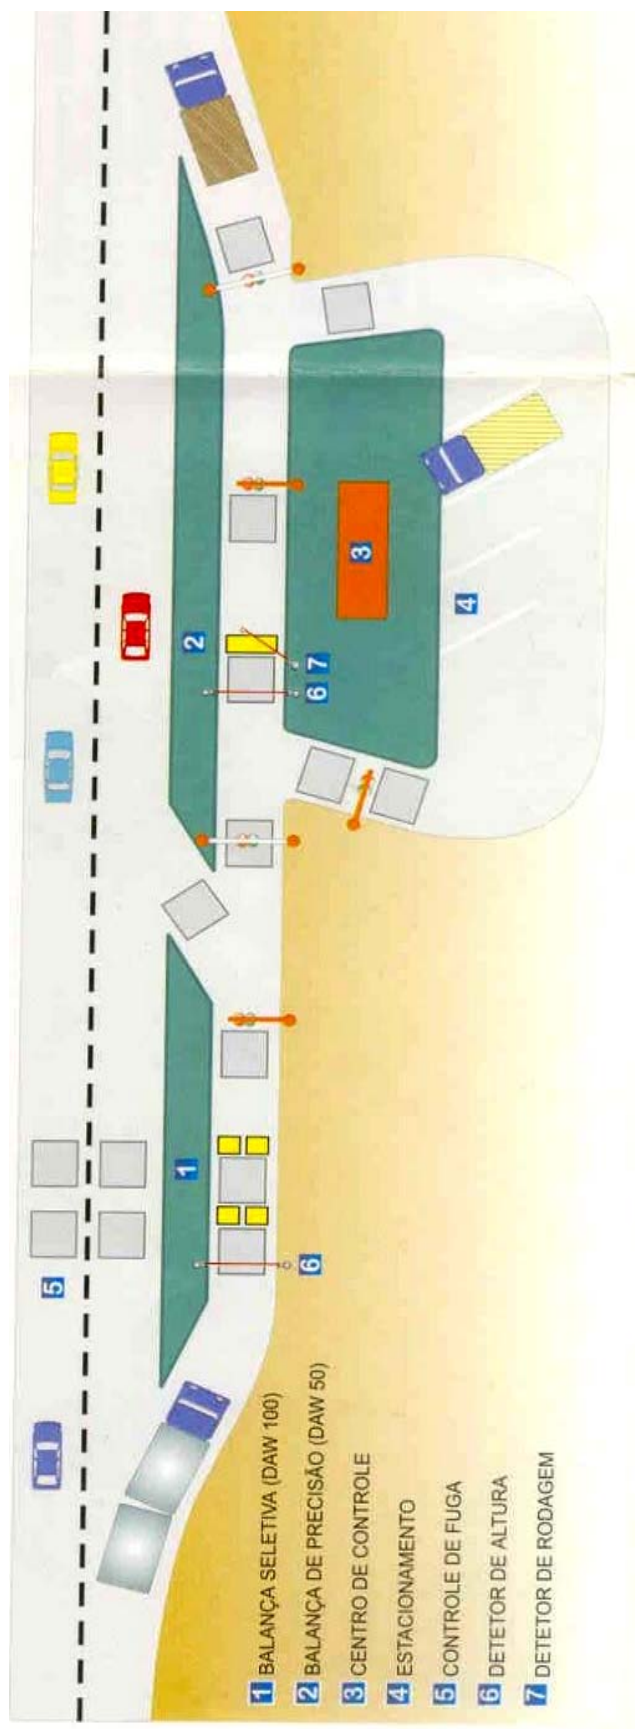 1 BALANÇA SELETIVA (DAW 100)
2 BALANÇA DE PRECISÃO (DAW 50)
3 CENTRO DE CONTROLE
4 ESTACIONAMENTO
5 CONTROLE DE FUGA
6 DETETOR DE ALTURA
7 DETETOR DE RODAGEM
5
1
6
2
6
7
3
4